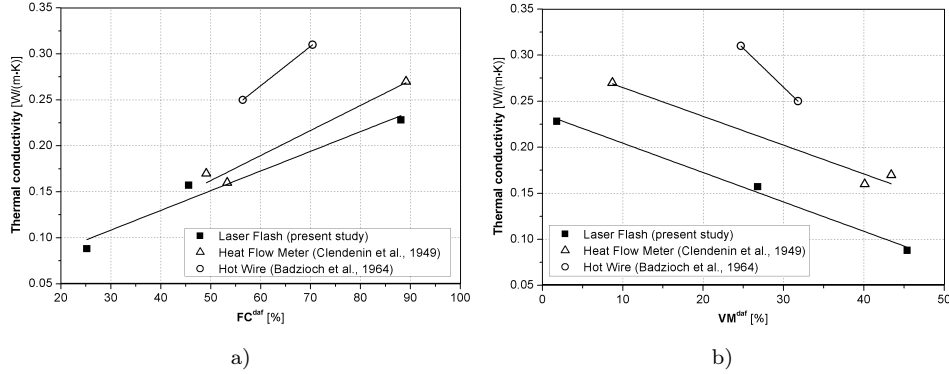 0.35
0.30
0.25
0.20
0.15
0.10
0.05
Thermal conductivity [W/(m·K)]
20 30 40 50 60 70 80 90 100
FC^daf [%]
Laser Flash (present study)
Heat Flow Meter (Clendenin et al., 1949)
Hot Wire (Badzioch et al., 1964)
a)
0.35
0.30
0.25
0.20
0.15
0.10
0.05
Thermal conductivity [W/(m·K)]
0 10 20 30 40 50
VM^daf [%]
Laser Flash (present study)
Heat Flow Meter (Clendenin et al., 1949)
Hot Wire (Badzioch et al., 1964)
b)